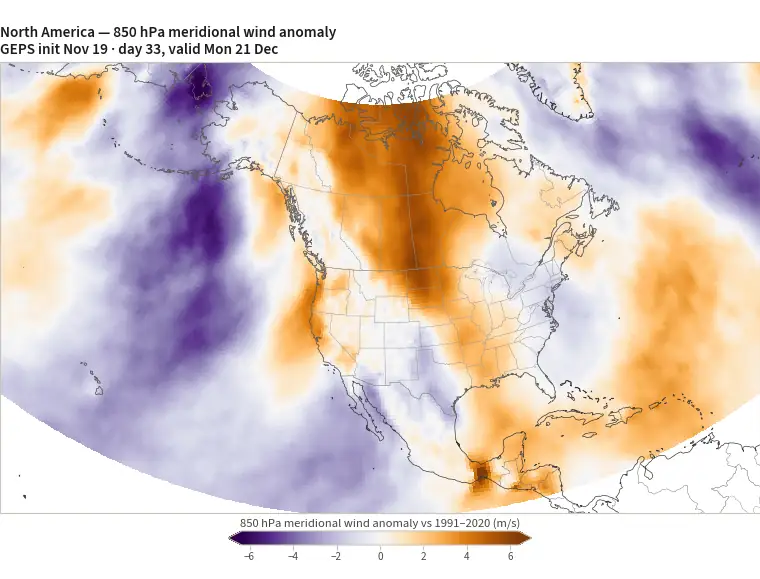 North America — 850 hPa meridional wind anomaly
GEPS init Nov 19 · day 33, valid Mon 21 Dec
850 hPa meridional wind anomaly vs 1991–2020 (m/s)
−6 −4 −2 0 2 4 6